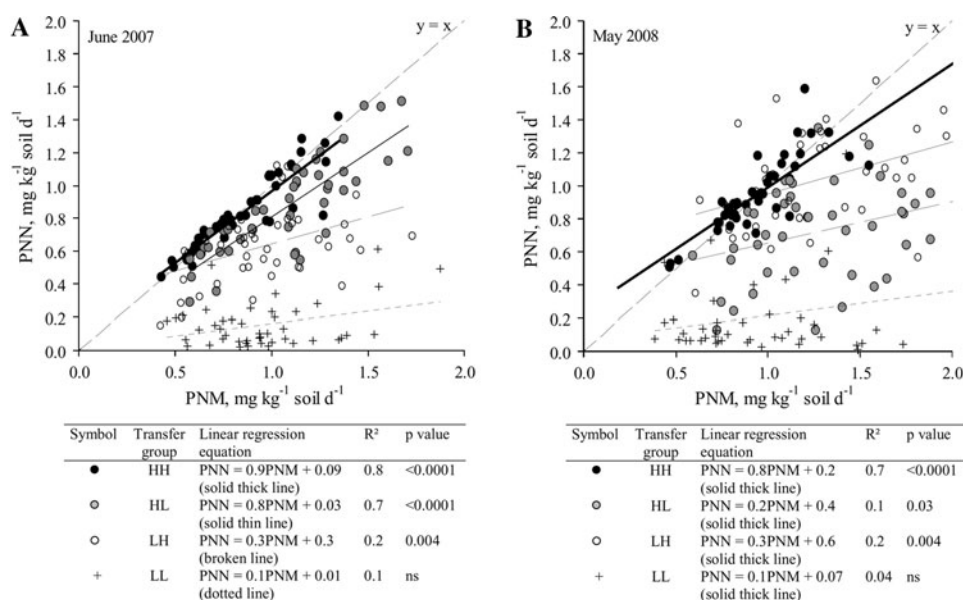 A
June 2007
y = x
2.0
1.8
1.6
1.4
1.2
1.0
0.8
0.6
0.4
0.2
0.0
PNN, mg kg⁻¹ soil d⁻¹
0.0 0.5 1.0 1.5 2.0
PNM, mg kg⁻¹ soil d⁻¹
Symbol Transfer group Linear regression equation R² p value
HH PNN = 0.9PNM + 0.09 0.8 <0.0001
(solid thick line)
HL PNN = 0.8PNM + 0.03 0.7 <0.0001
(solid thin line)
LH PNN = 0.3PNM + 0.3 0.2 0.004
(broken line)
LL PNN = 0.1PNM + 0.01 0.1 ns
(dotted line)
B
May 2008
y = x
2.0
1.8
1.6
1.4
1.2
1.0
0.8
0.6
0.4
0.2
0.0
PNN, mg kg⁻¹ soil d⁻¹
0.0 0.5 1.0 1.5 2.0
PNM, mg kg⁻¹ soil d⁻¹
Symbol Transfer group Linear regression equation R² p value
HH PNN = 0.8PNM + 0.2 0.7 <0.0001
(solid thick line)
HL PNN = 0.2PNM + 0.4 0.1 0.03
(solid thick line)
LH PNN = 0.3PNM + 0.6 0.2 0.004
(solid thick line)
LL PNN = 0.1PNM + 0.07 0.04 ns
(solid thick line)